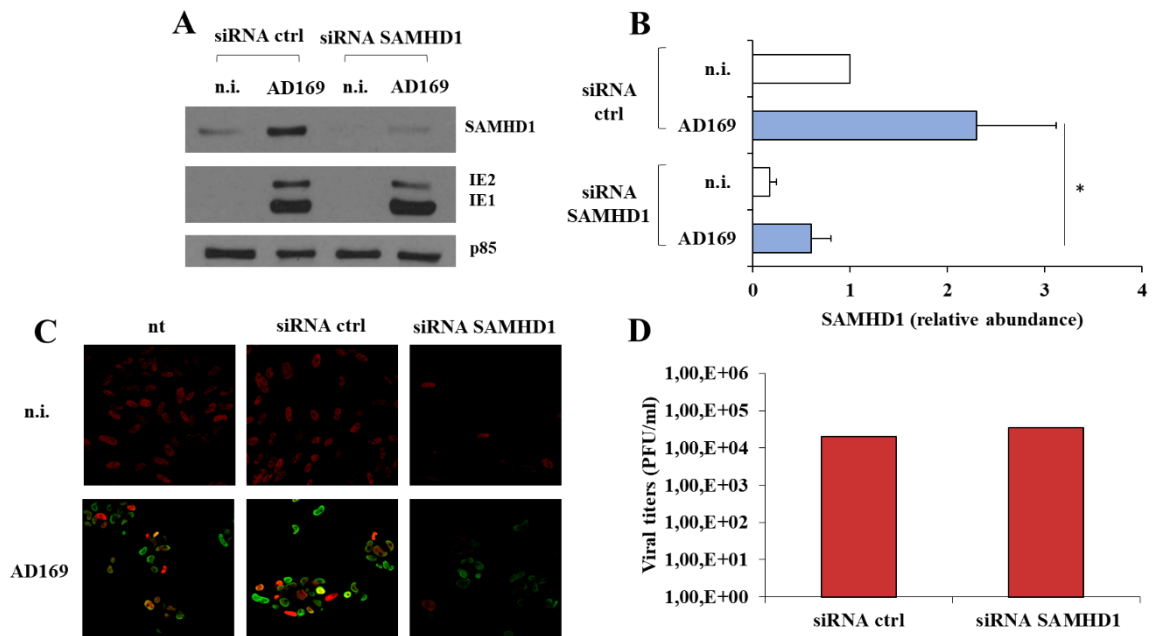 A
siRNA ctrl siRNA SAMHD1
n.i. AD169 n.i. AD169
SAMHD1
IE2
IE1
p85
B
n.i.
siRNA
ctrl
AD169
n.i.
siRNA
SAMHD1
AD169
*
0 1 2 3 4
SAMHD1 (relative abundance)
C
nt siRNA ctrl siRNA SAMHD1
n.i.
AD169
D
Viral titers (PFU/ml)
1,00,E+06
1,00,E+05
1,00,E+04
1,00,E+03
1,00,E+02
1,00,E+01
1,00,E+00
siRNA ctrl siRNA SAMHD1